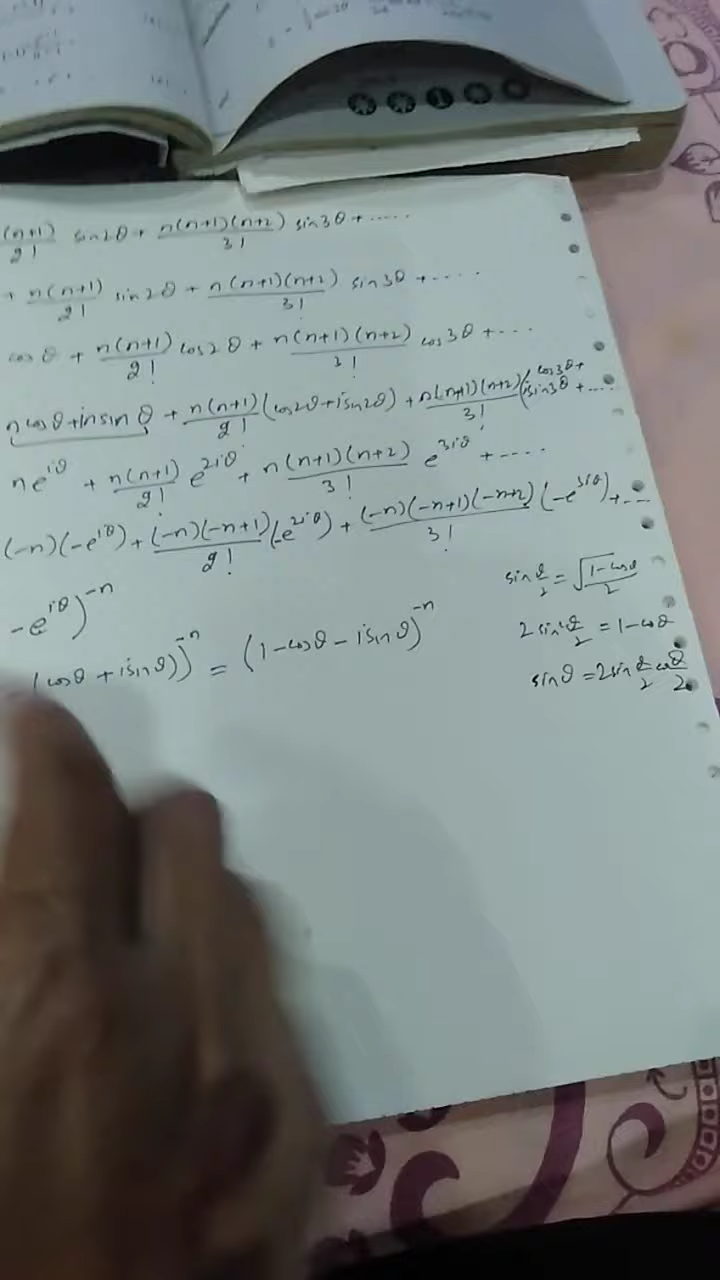 (n+1)/2! sin2θ + n(n+1)(n+2)/3! sin3θ + .....
+ n(n+1)/2! sin2θ + n(n+1)(n+2)/3! sin3θ + ....
cosθ + n(n+1)/2! cos2θ + n(n+1)(n+2)/3! cos3θ + ...
n cosθ + in sinθ + n(n+1)/2! (cos2θ + isin2θ) + n(n+1)(n+2)/3! (cos3θ + isin3θ + ....
ne^iθ + n(n+1)/2! e^2iθ + n(n+1)(n+2)/3! e^3iθ + ....
(-n)(-e^iθ) + (-n)(-n+1)/2! (-e^2iθ) + (-n)(-n+1)(-n+2)/3! (-e^3iθ) + ...
-e^iθ)^-n
(cosθ + isinθ))^-n = (1-cosθ - isinθ)^-n
sin θ/2 = √(1-cosθ/2)
2 sin² θ/2 = 1-cosθ
sinθ = 2sin θ/2 cos θ/2